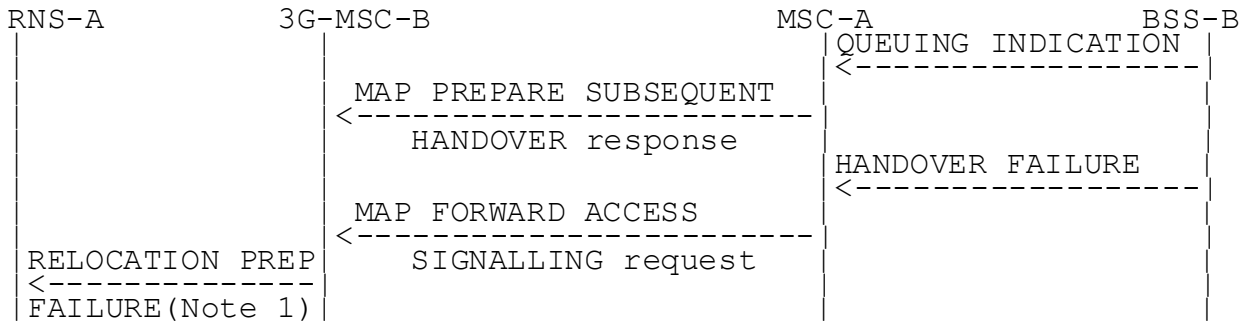 RNS-A 3G-MSC-B MSC-A BSS-B
QUEUING INDICATION
MAP PREPARE SUBSEQUENT
HANDOVER response
HANDOVER FAILURE
MAP FORWARD ACCESS
RELOCATION PREP SIGNALLING request
FAILURE(Note 1)